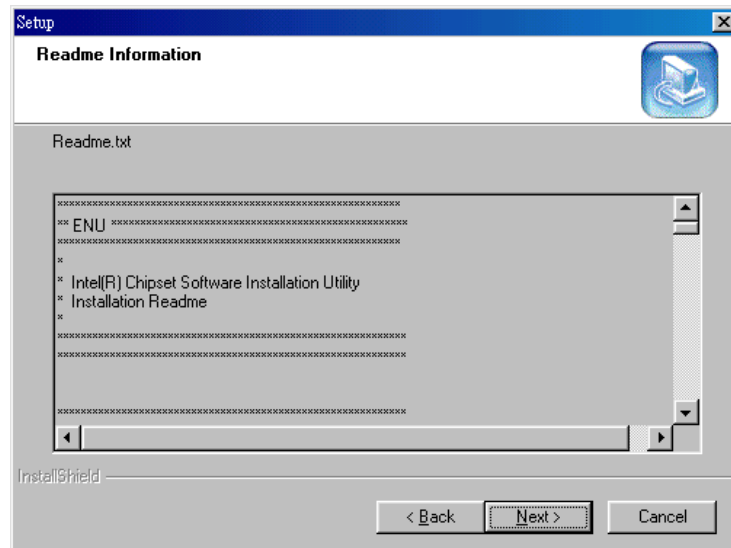 Setup
Readme Information
Readme.txt
***********************************************************
** ENU ***************************************************
***********************************************************
*
* Intel(R) Chipset Software Installation Utility
* Installation Readme
*
************************************************************
************************************************************
************************************************************
InstallShield
< Back
Next >
Cancel